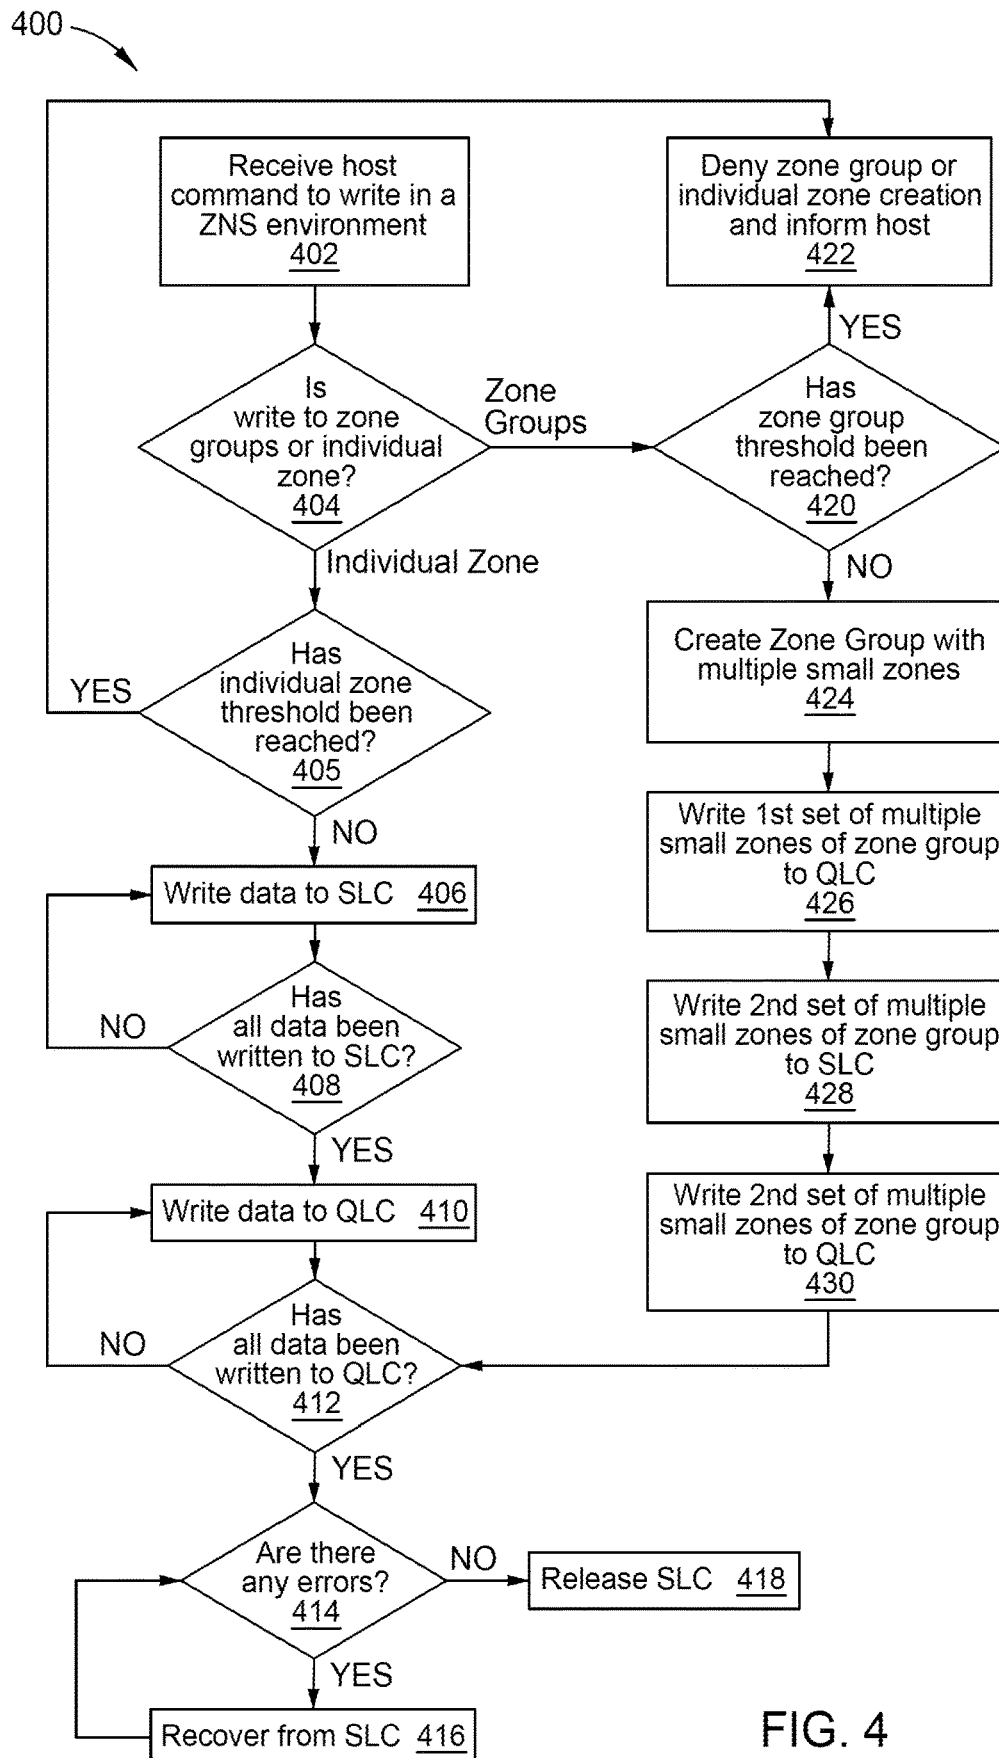 400
Receive host
command to write in a
ZNS environment
402
Deny zone group or
individual zone creation
and inform host
422
YES
Is
write to zone
groups or individual
zone?
404
Zone
Groups
Has
zone group
threshold been
reached?
420
Individual Zone
NO
Has
individual zone
threshold been
reached?
405
YES
NO
Create Zone Group with
multiple small zones
424
Write 1st set of multiple
small zones of zone group
to QLC
426
Write data to SLC 406
Has
all data been
written to SLC?
408
NO
YES
Write 2nd set of multiple
small zones of zone group
to SLC
428
Write data to QLC 410
Write 2nd set of multiple
small zones of zone group
to QLC
430
Has
all data been
written to QLC?
412
NO
YES
Are there
any errors?
414
NO
Release SLC 418
YES
Recover from SLC 416
FIG. 4